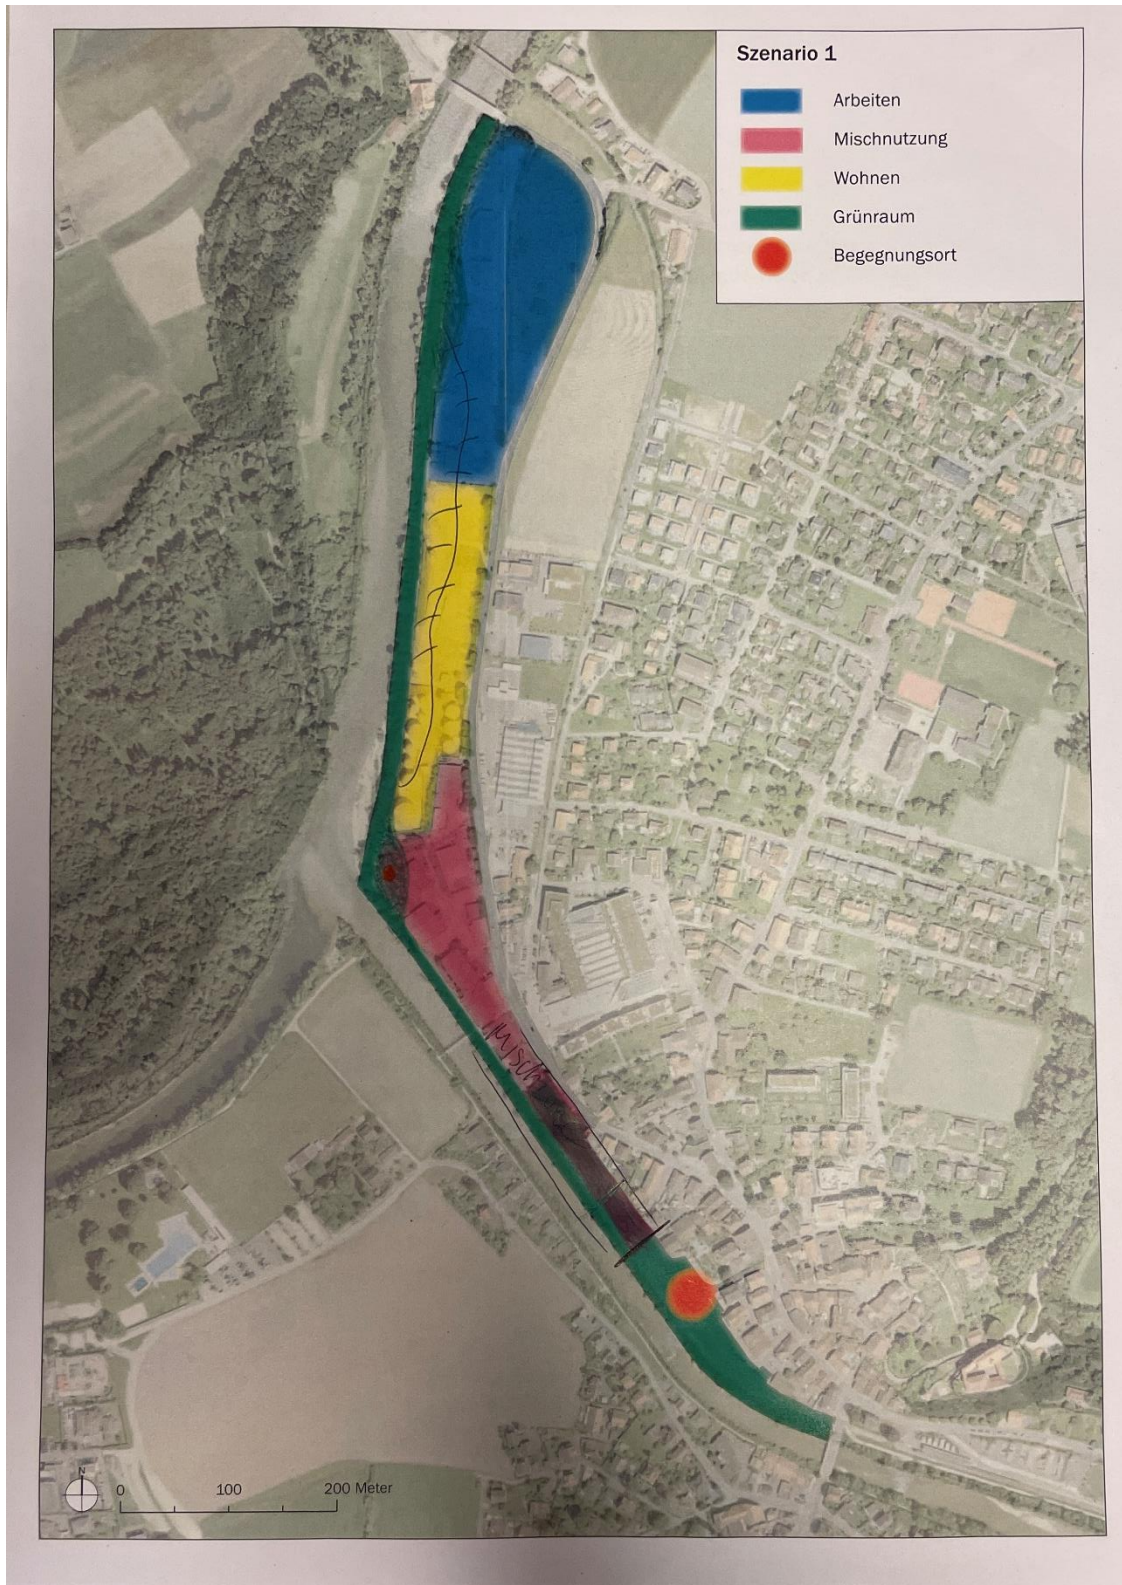 Szenario 1
Arbeiten
Mischnutzung
Wohnen
Grünraum
Begegnungsort
Misch
N
0 100 200 Meter